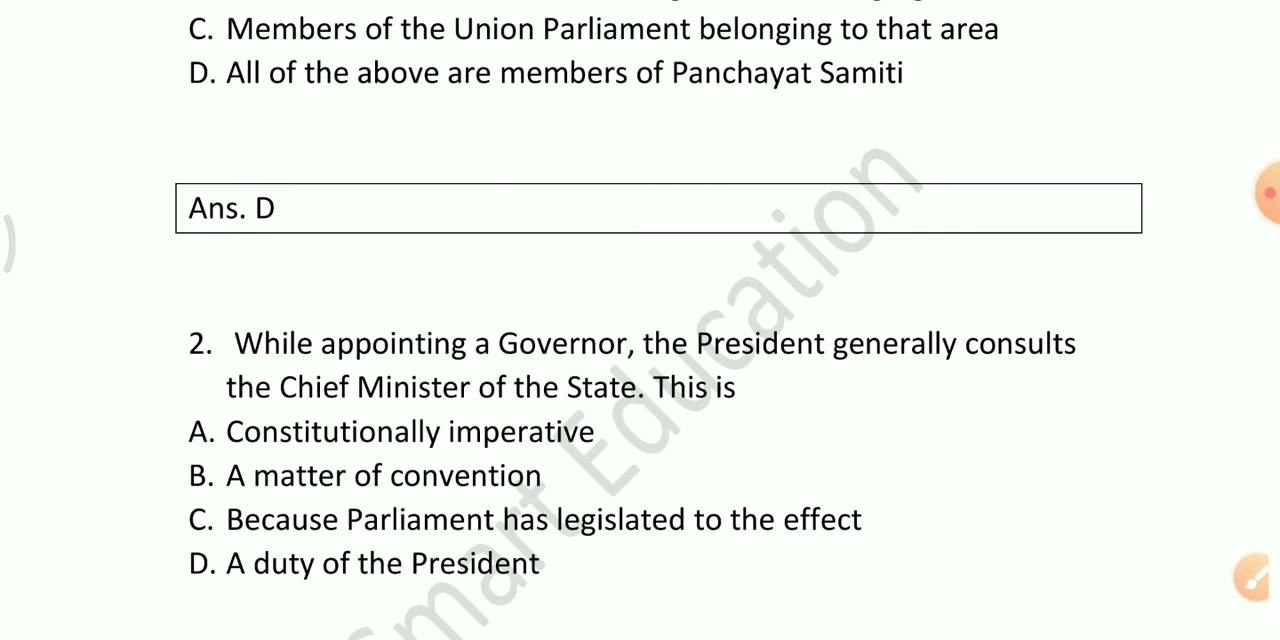 C. Members of the Union Parliament belonging to that area
D. All of the above are members of Panchayat Samiti
Ans. D
2. While appointing a Governor, the President generally consults
the Chief Minister of the State. This is
A. Constitutionally imperative
B. A matter of convention
C. Because Parliament has legislated to the effect
D. A duty of the President
Smart Education